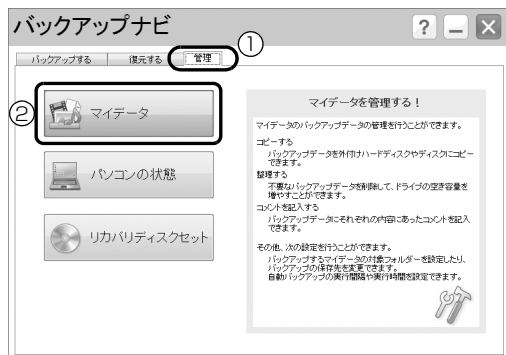 バックアップナビ
?
①
バックアップする
復元する
管理
②
マイデータ
パソコンの状態
リカバリディスクセット
マイデータを管理する！
マイデータのバックアップデータの管理を行うことができます。
コピーする
バックアップデータを外付けハードディスクやディスクにコピー
できます。
整理する
不要なバックアップデータを削除して、ドライブの空き容量を
増やすことができます。
コメントを記入する
バックアップデータにそれぞれの内容にあったコメントを記入
できます。
その他、次の設定を行うことができます。
バックアップするマイデータの対象フォルダーを設定したり、
バックアップの保存先を変更できます。
自動バックアップの実行間隔や実行時間を設定できます。